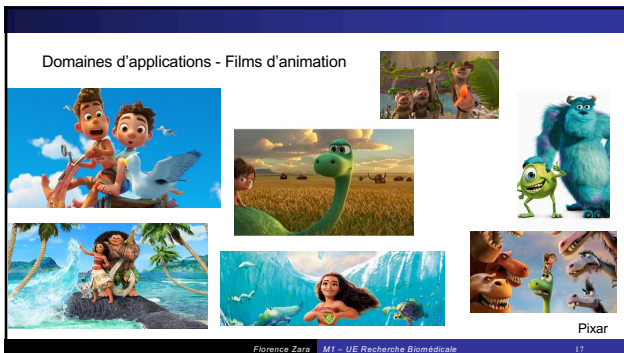 Domaines d'applications - Films d'animation
Pixar
Florence Zara M1 – UE Recherche Biomédicale 17